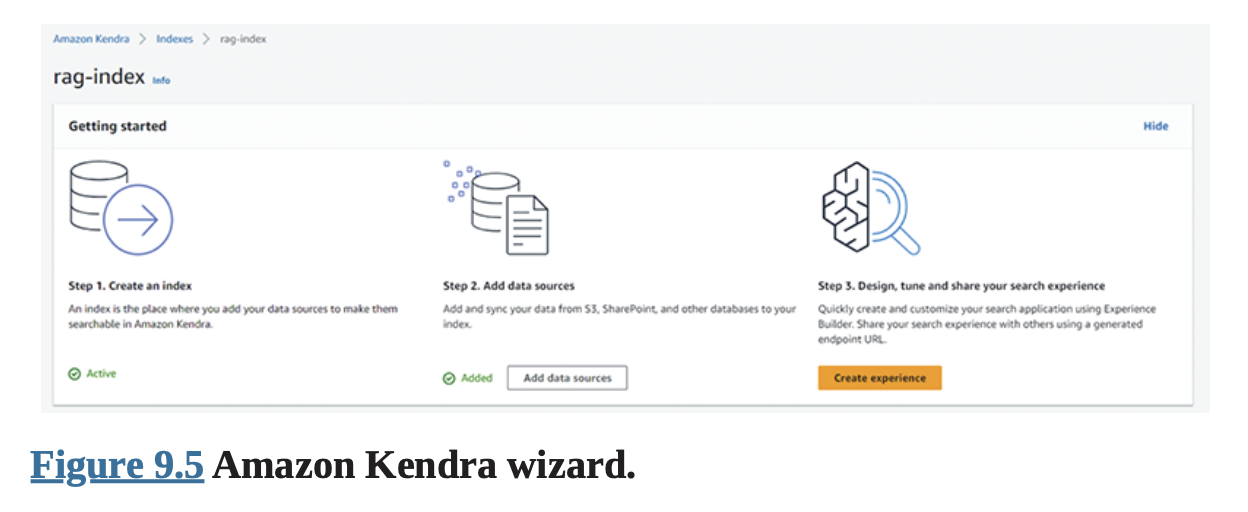 Amazon Kendra > Indexes > rag-index
rag-index Info
Getting started
Hide
Step 1. Create an index
An index is the place where you add your data sources to make them
searchable in Amazon Kendra.
Active
Step 2. Add data sources
Add and sync your data from S3, SharePoint, and other databases to your
index.
Added
Add data sources
Step 3. Design, tune and share your search experience
Quickly create and customize your search application using Experience
Builder. Share your search experience with others using a generated
endpoint URL.
Create experience
Figure 9.5 Amazon Kendra wizard.